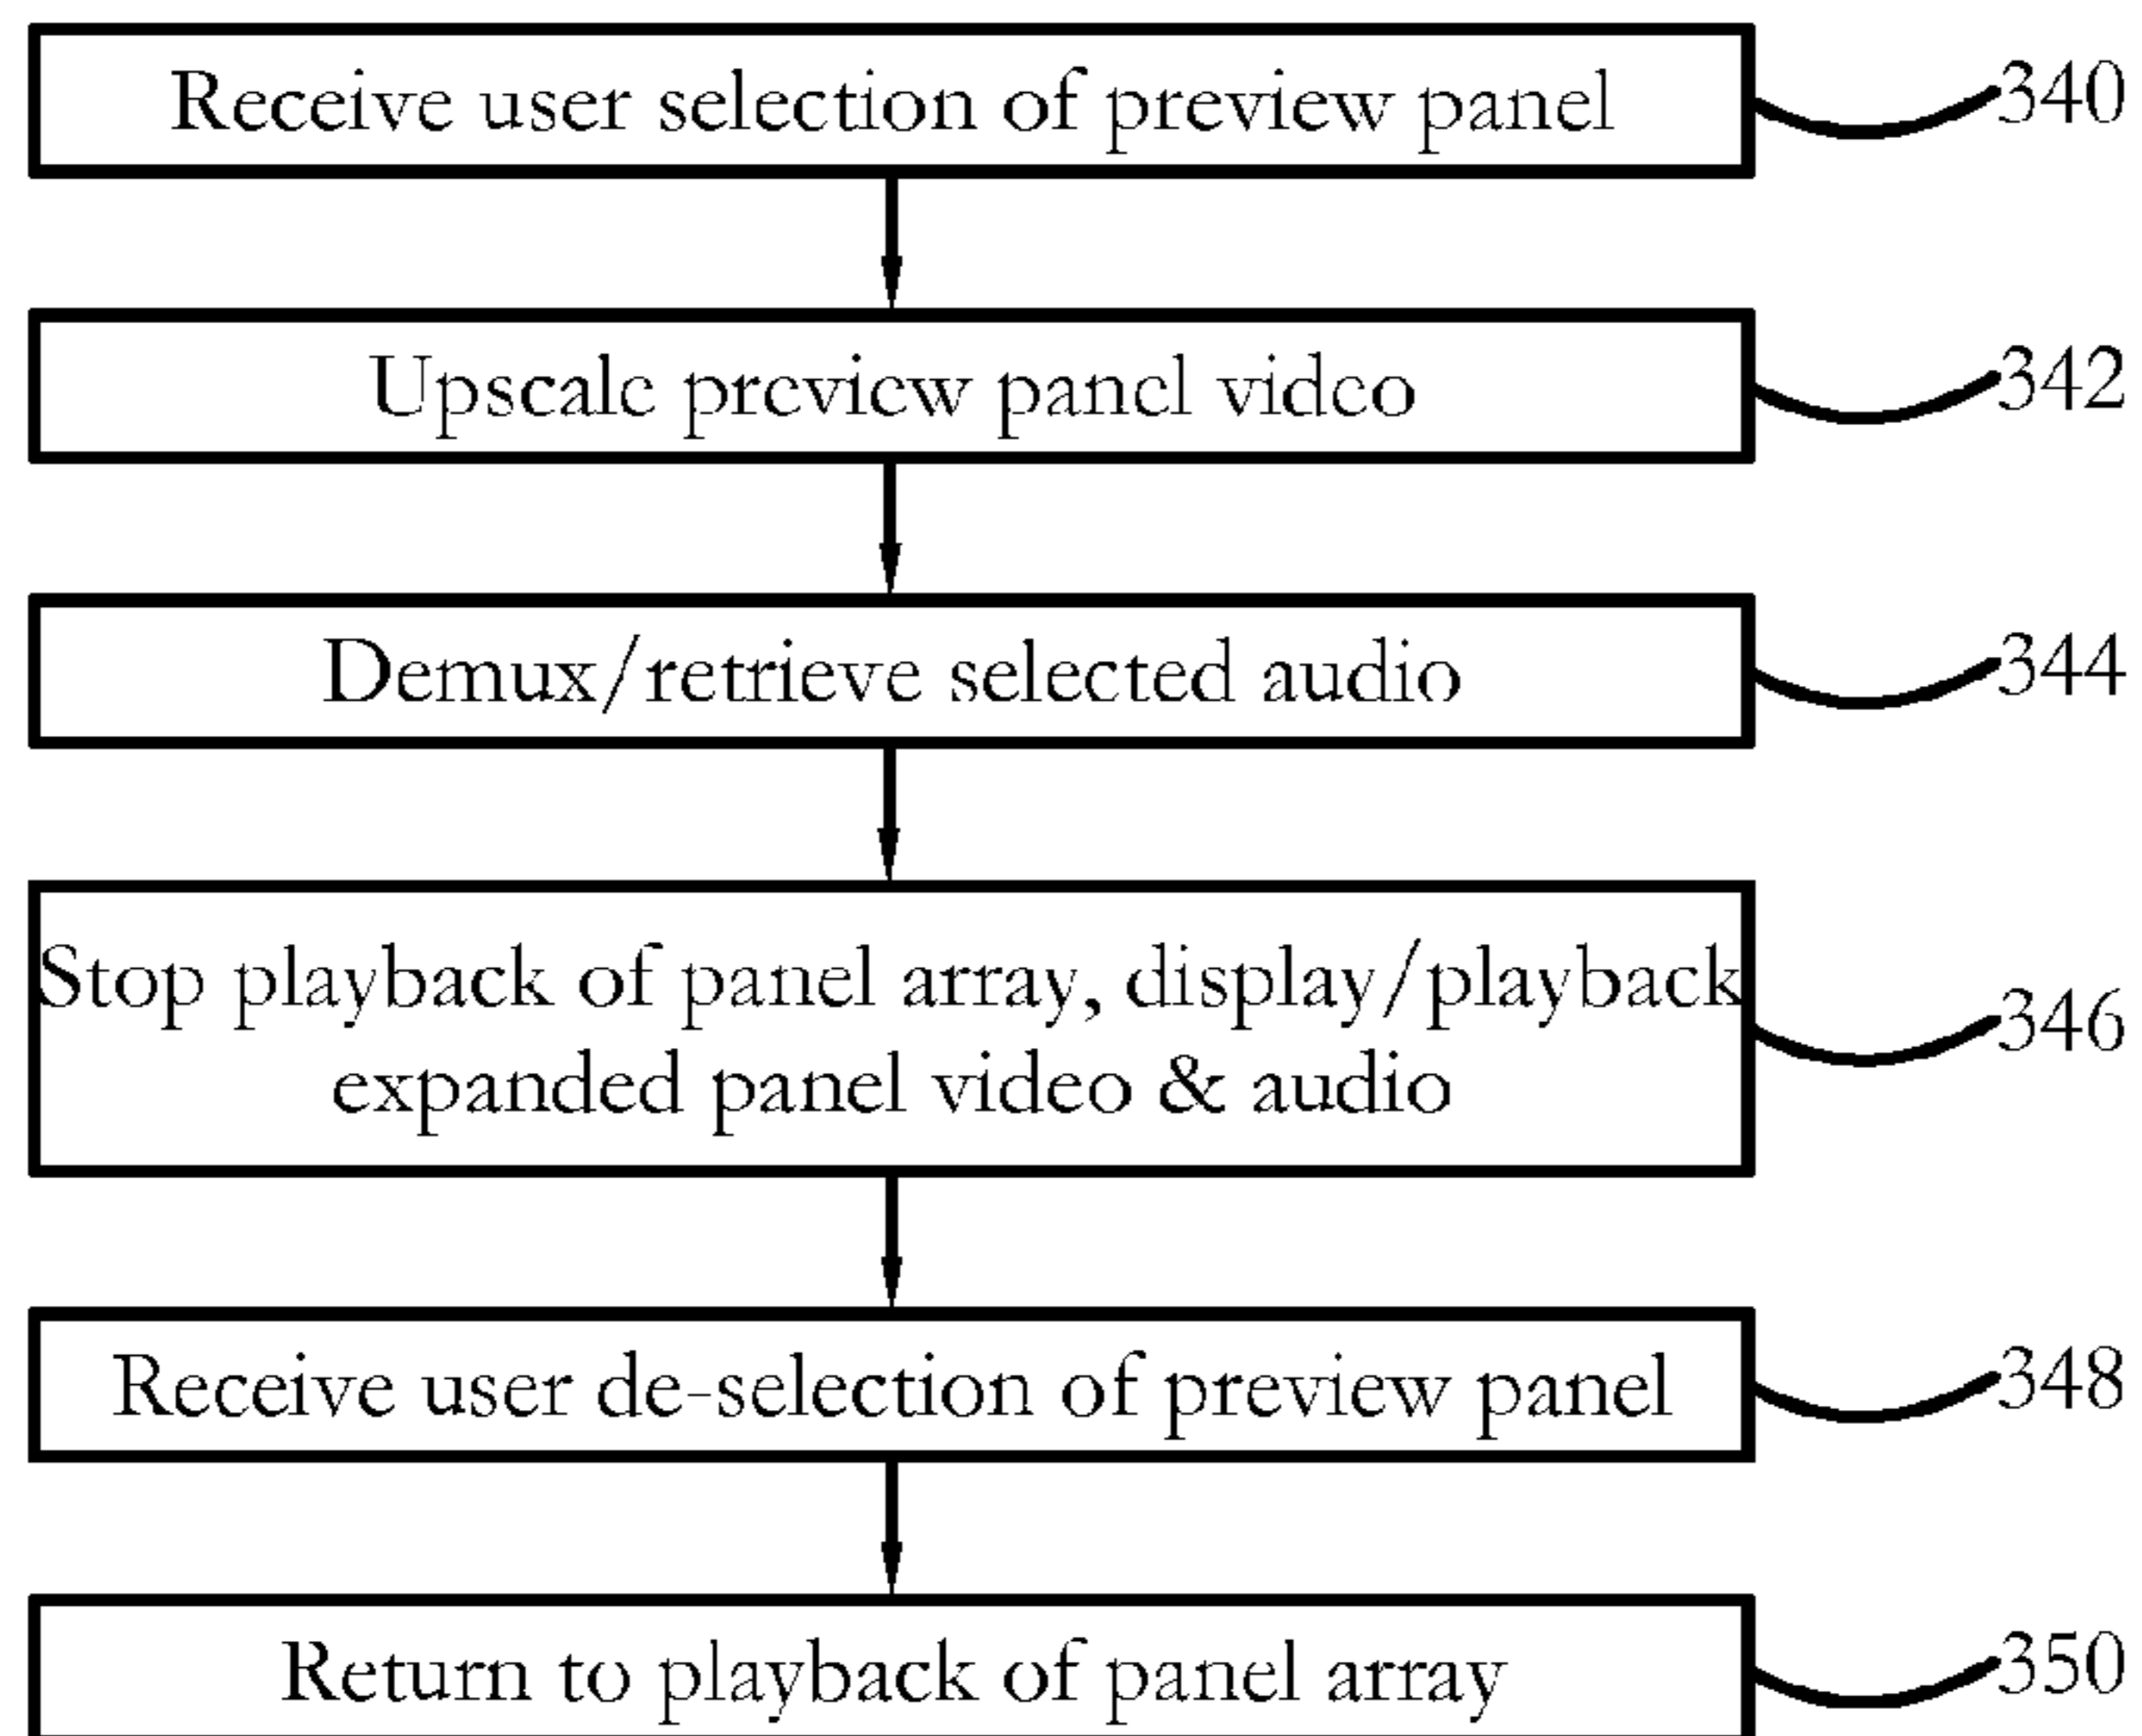 Receive user selection of preview panel
340
Upscale preview panel video
342
Demux/retrieve selected audio
344
Stop playback of panel array, display/playback
expanded panel video & audio
346
Receive user de-selection of preview panel
348
Return to playback of panel array
350